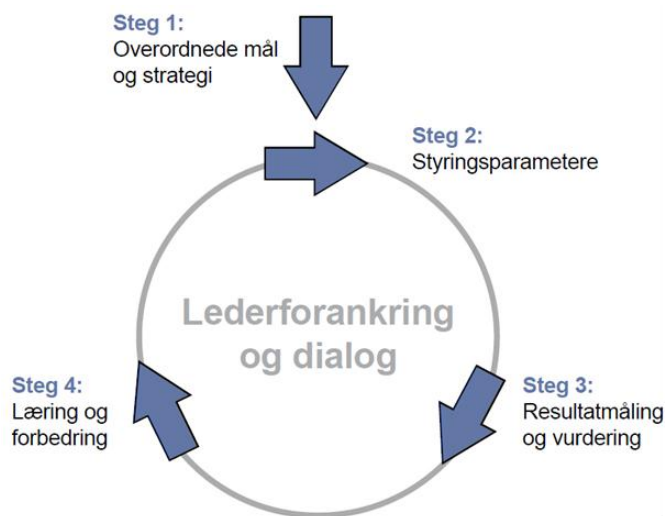 Steg 1:
Overordnede mål
og strategi
Steg 2:
Styringsparametere
Lederforankring
og dialog
Steg 4:
Læring og
forbedring
Steg 3:
Resultatmåling
og vurdering